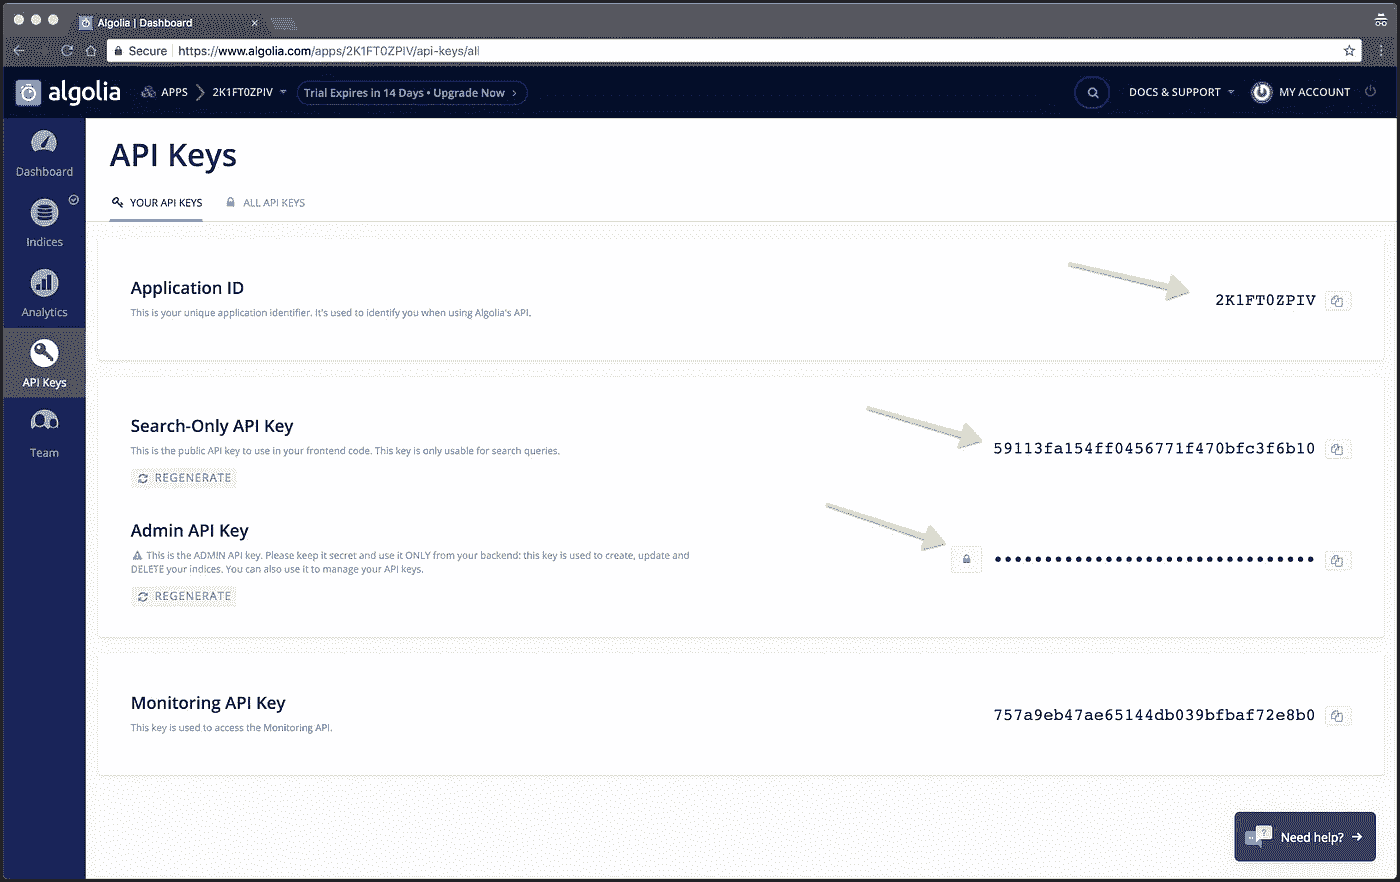 Algolia | Dashboard
Secure https://www.algolia.com/apps/2K1FT0ZPIV/api-keys/all
algolia APPS 2K1FT0ZPIV Trial Expires in 14 Days • Upgrade Now DOCS & SUPPORT MY ACCOUNT
Dashboard
Indices
Analytics
API Keys
Team
API Keys
YOUR API KEYS ALL API KEYS
Application ID
This is your unique application identifier. It's used to identify you when using Algolia's API.
2K1FT0ZPIV
Search-Only API Key
This is the public API key to use in your frontend code. This key is only usable for search queries.
59113fa154ff0456771f470bfc3f6b10
REGENERATE
Admin API Key
This is the ADMIN API key. Please keep it secret and use it ONLY from your backend: this key is used to create, update and
DELETE your indices. You can also use it to manage your API keys.
••••••••••••••••••••••••••••••••
REGENERATE
Monitoring API Key
This key is used to access the Monitoring API.
757a9eb47ae65144db039bfbaf72e8b0
Need help?